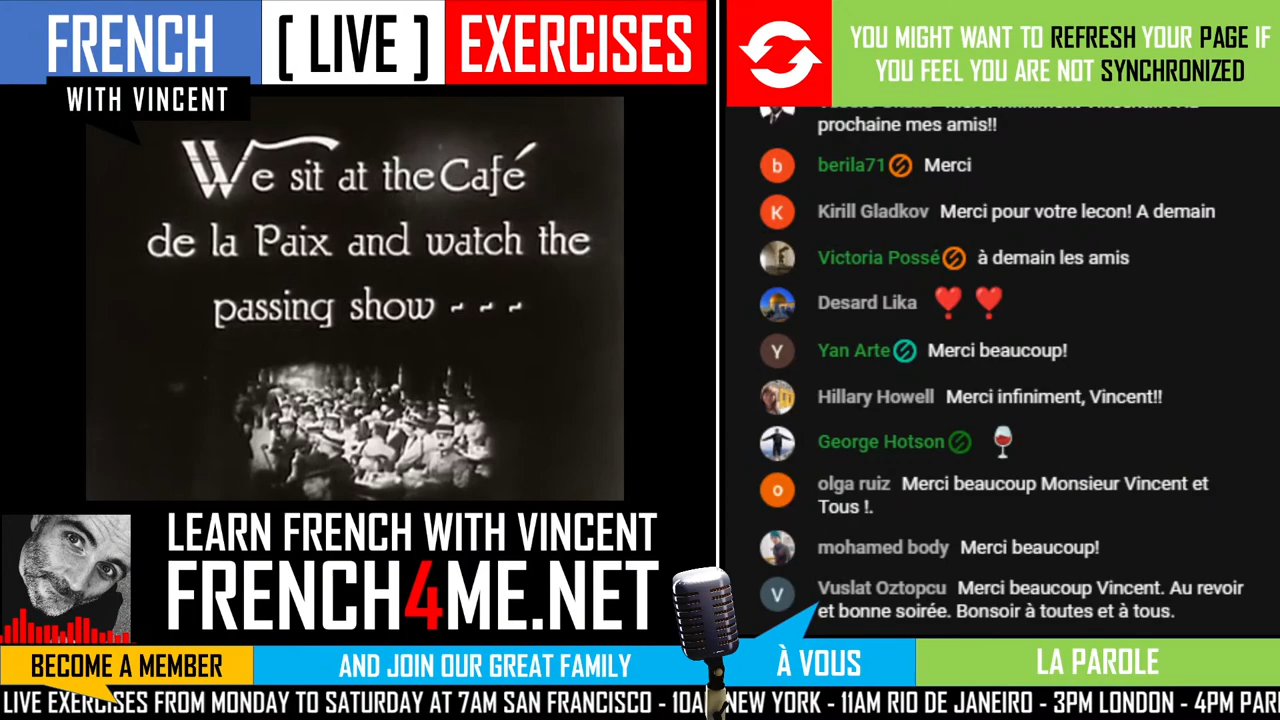 FRENCH
WITH VINCENT
[ LIVE ]
EXERCISES
YOU MIGHT WANT TO REFRESH YOUR PAGE IF
YOU FEEL YOU ARE NOT SYNCHRONIZED
We sit at the Café
de la Paix and watch the
passing show - - -
prochaine mes amis!!
b
berila71 Merci
K
Kirill Gladkov Merci pour votre lecon! A demain
Victoria Possé à demain les amis
Desard Lika ❤️ ❤️
Y
Yan Arte Merci beaucoup!
Hillary Howell Merci infiniment, Vincent!!
George Hotson 🍷
o
olga ruiz Merci beaucoup Monsieur Vincent et
Tous !.
mohamed body Merci beaucoup!
V
Vuslat Oztopcu Merci beaucoup Vincent. Au revoir
et bonne soirée. Bonsoir à toutes et à tous.
LEARN FRENCH WITH VINCENT
FRENCH4ME.NET
BECOME A MEMBER
AND JOIN OUR GREAT FAMILY
À VOUS
LA PAROLE
LIVE EXERCISES FROM MONDAY TO SATURDAY AT 7AM SAN FRANCISCO - 10A NEW YORK - 11AM RIO DE JANEIRO - 3PM LONDON - 4PM PAR